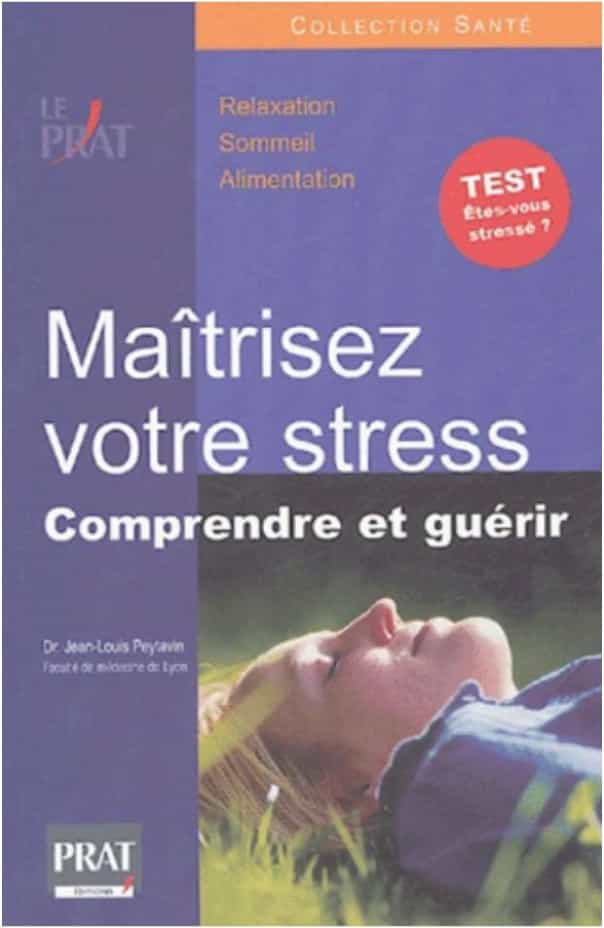 COLLECTION SANTÉ
LE
PRAT
Relaxation
Sommeil
Alimentation
TEST
Êtes-vous
stressé ?
Maîtrisez
votre stress
Comprendre et guérir
Dr. Jean-Louis Peytavin
Faculté de médecine de Lyon
PRAT
ÉDITIONS